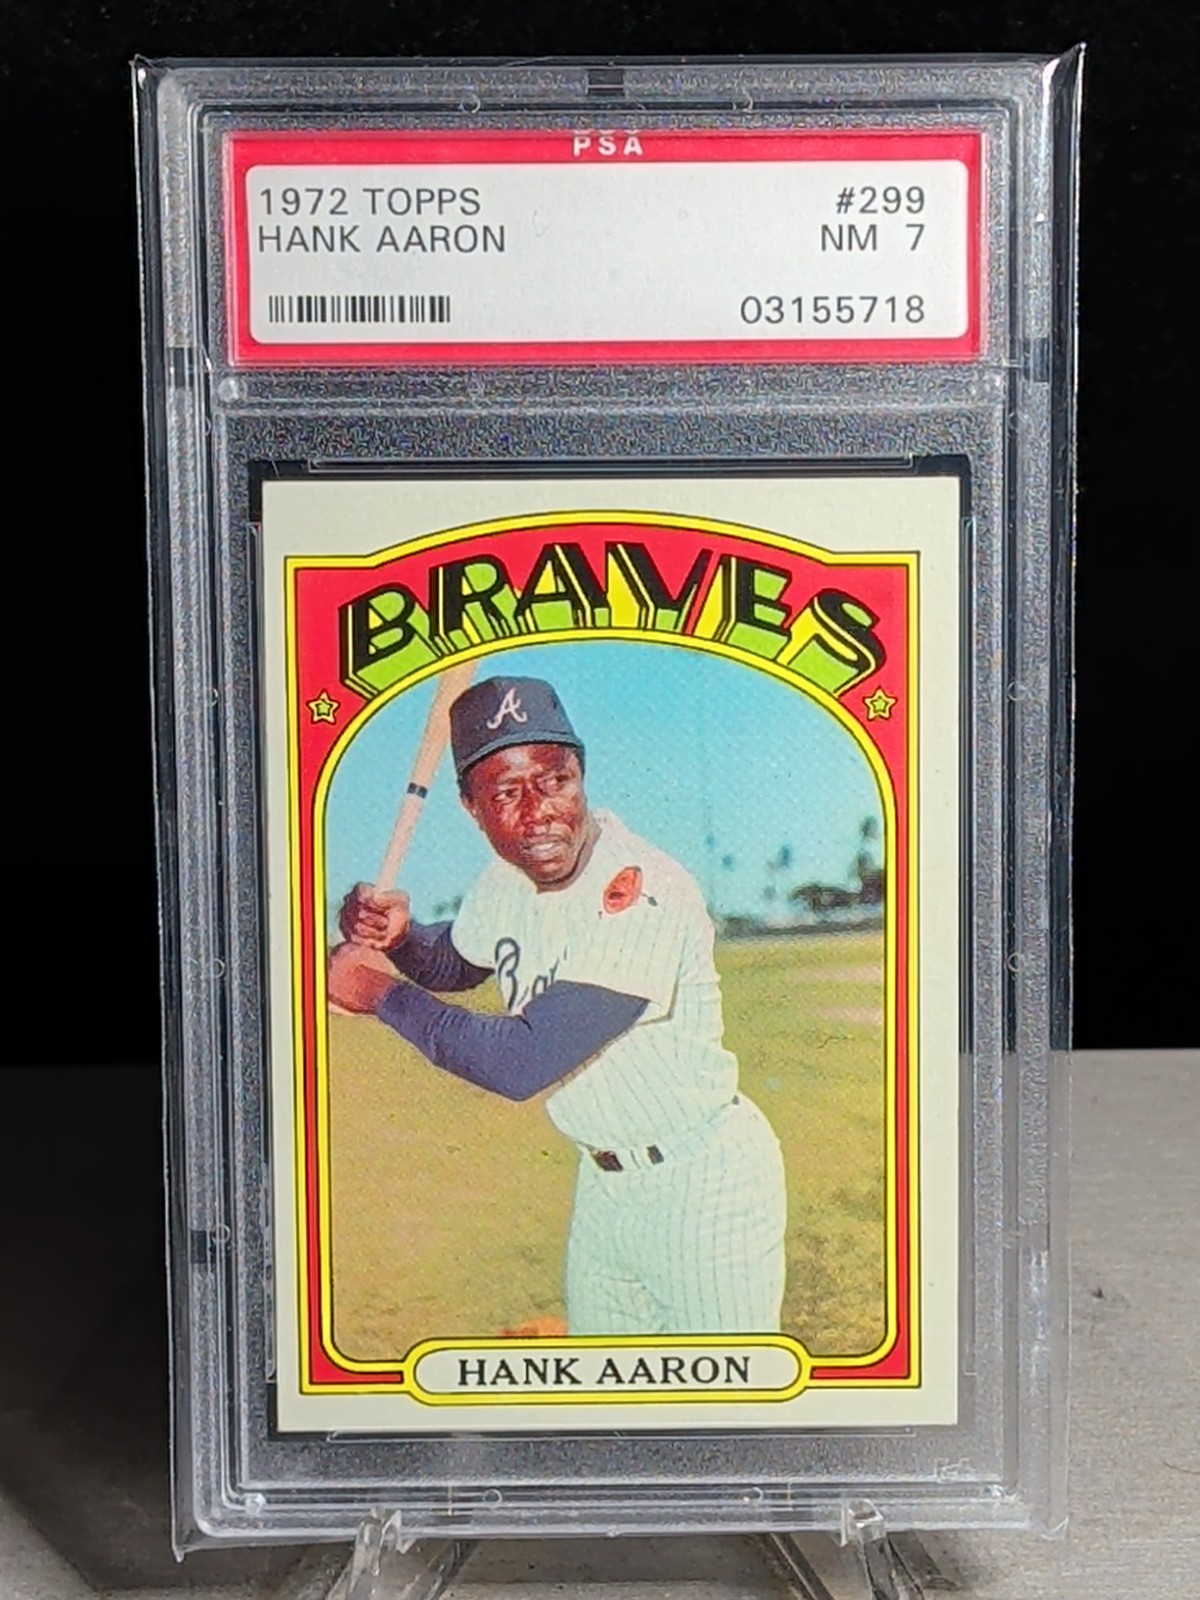 PSA
1972 TOPPS #299
HANK AARON NM 7
03155718
BRAVES
A
HANK AARON